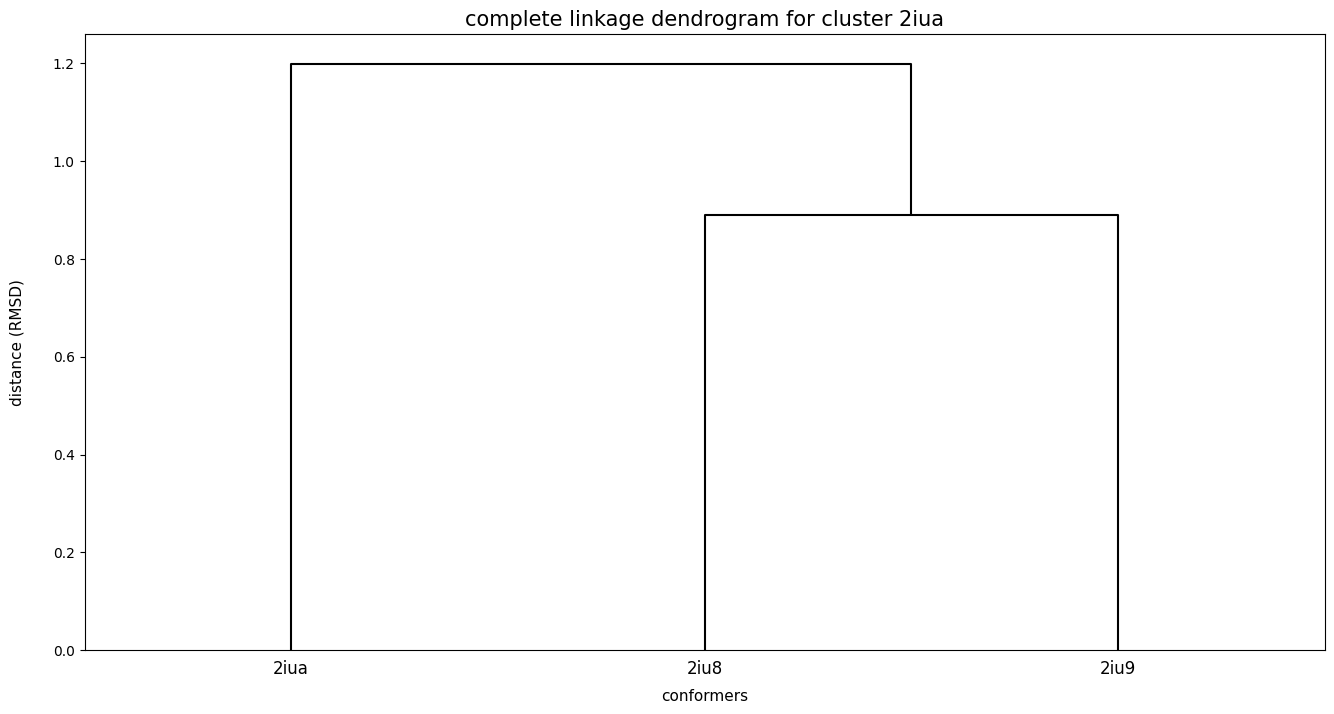 complete linkage dendrogram for cluster 2iua
1.2
1.0
0.8
0.6
0.4
0.2
0.0
distance (RMSD)
2iua 2iu8 2iu9
conformers